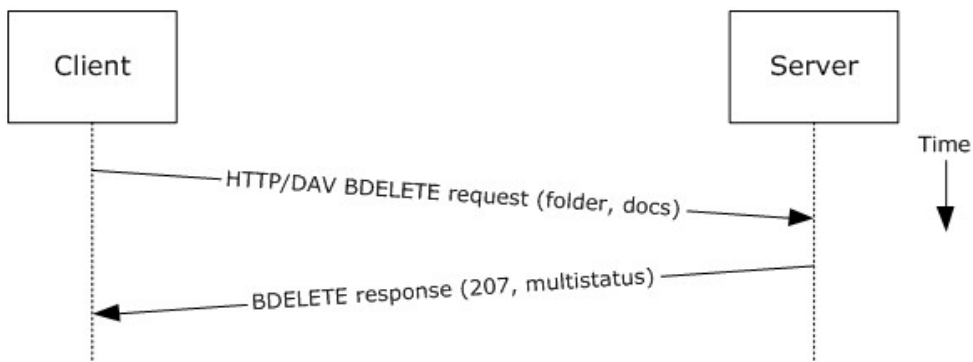 Client
Server
Time
HTTP/DAV BDELETE request (folder, docs)
BDELETE response (207, multistatus)